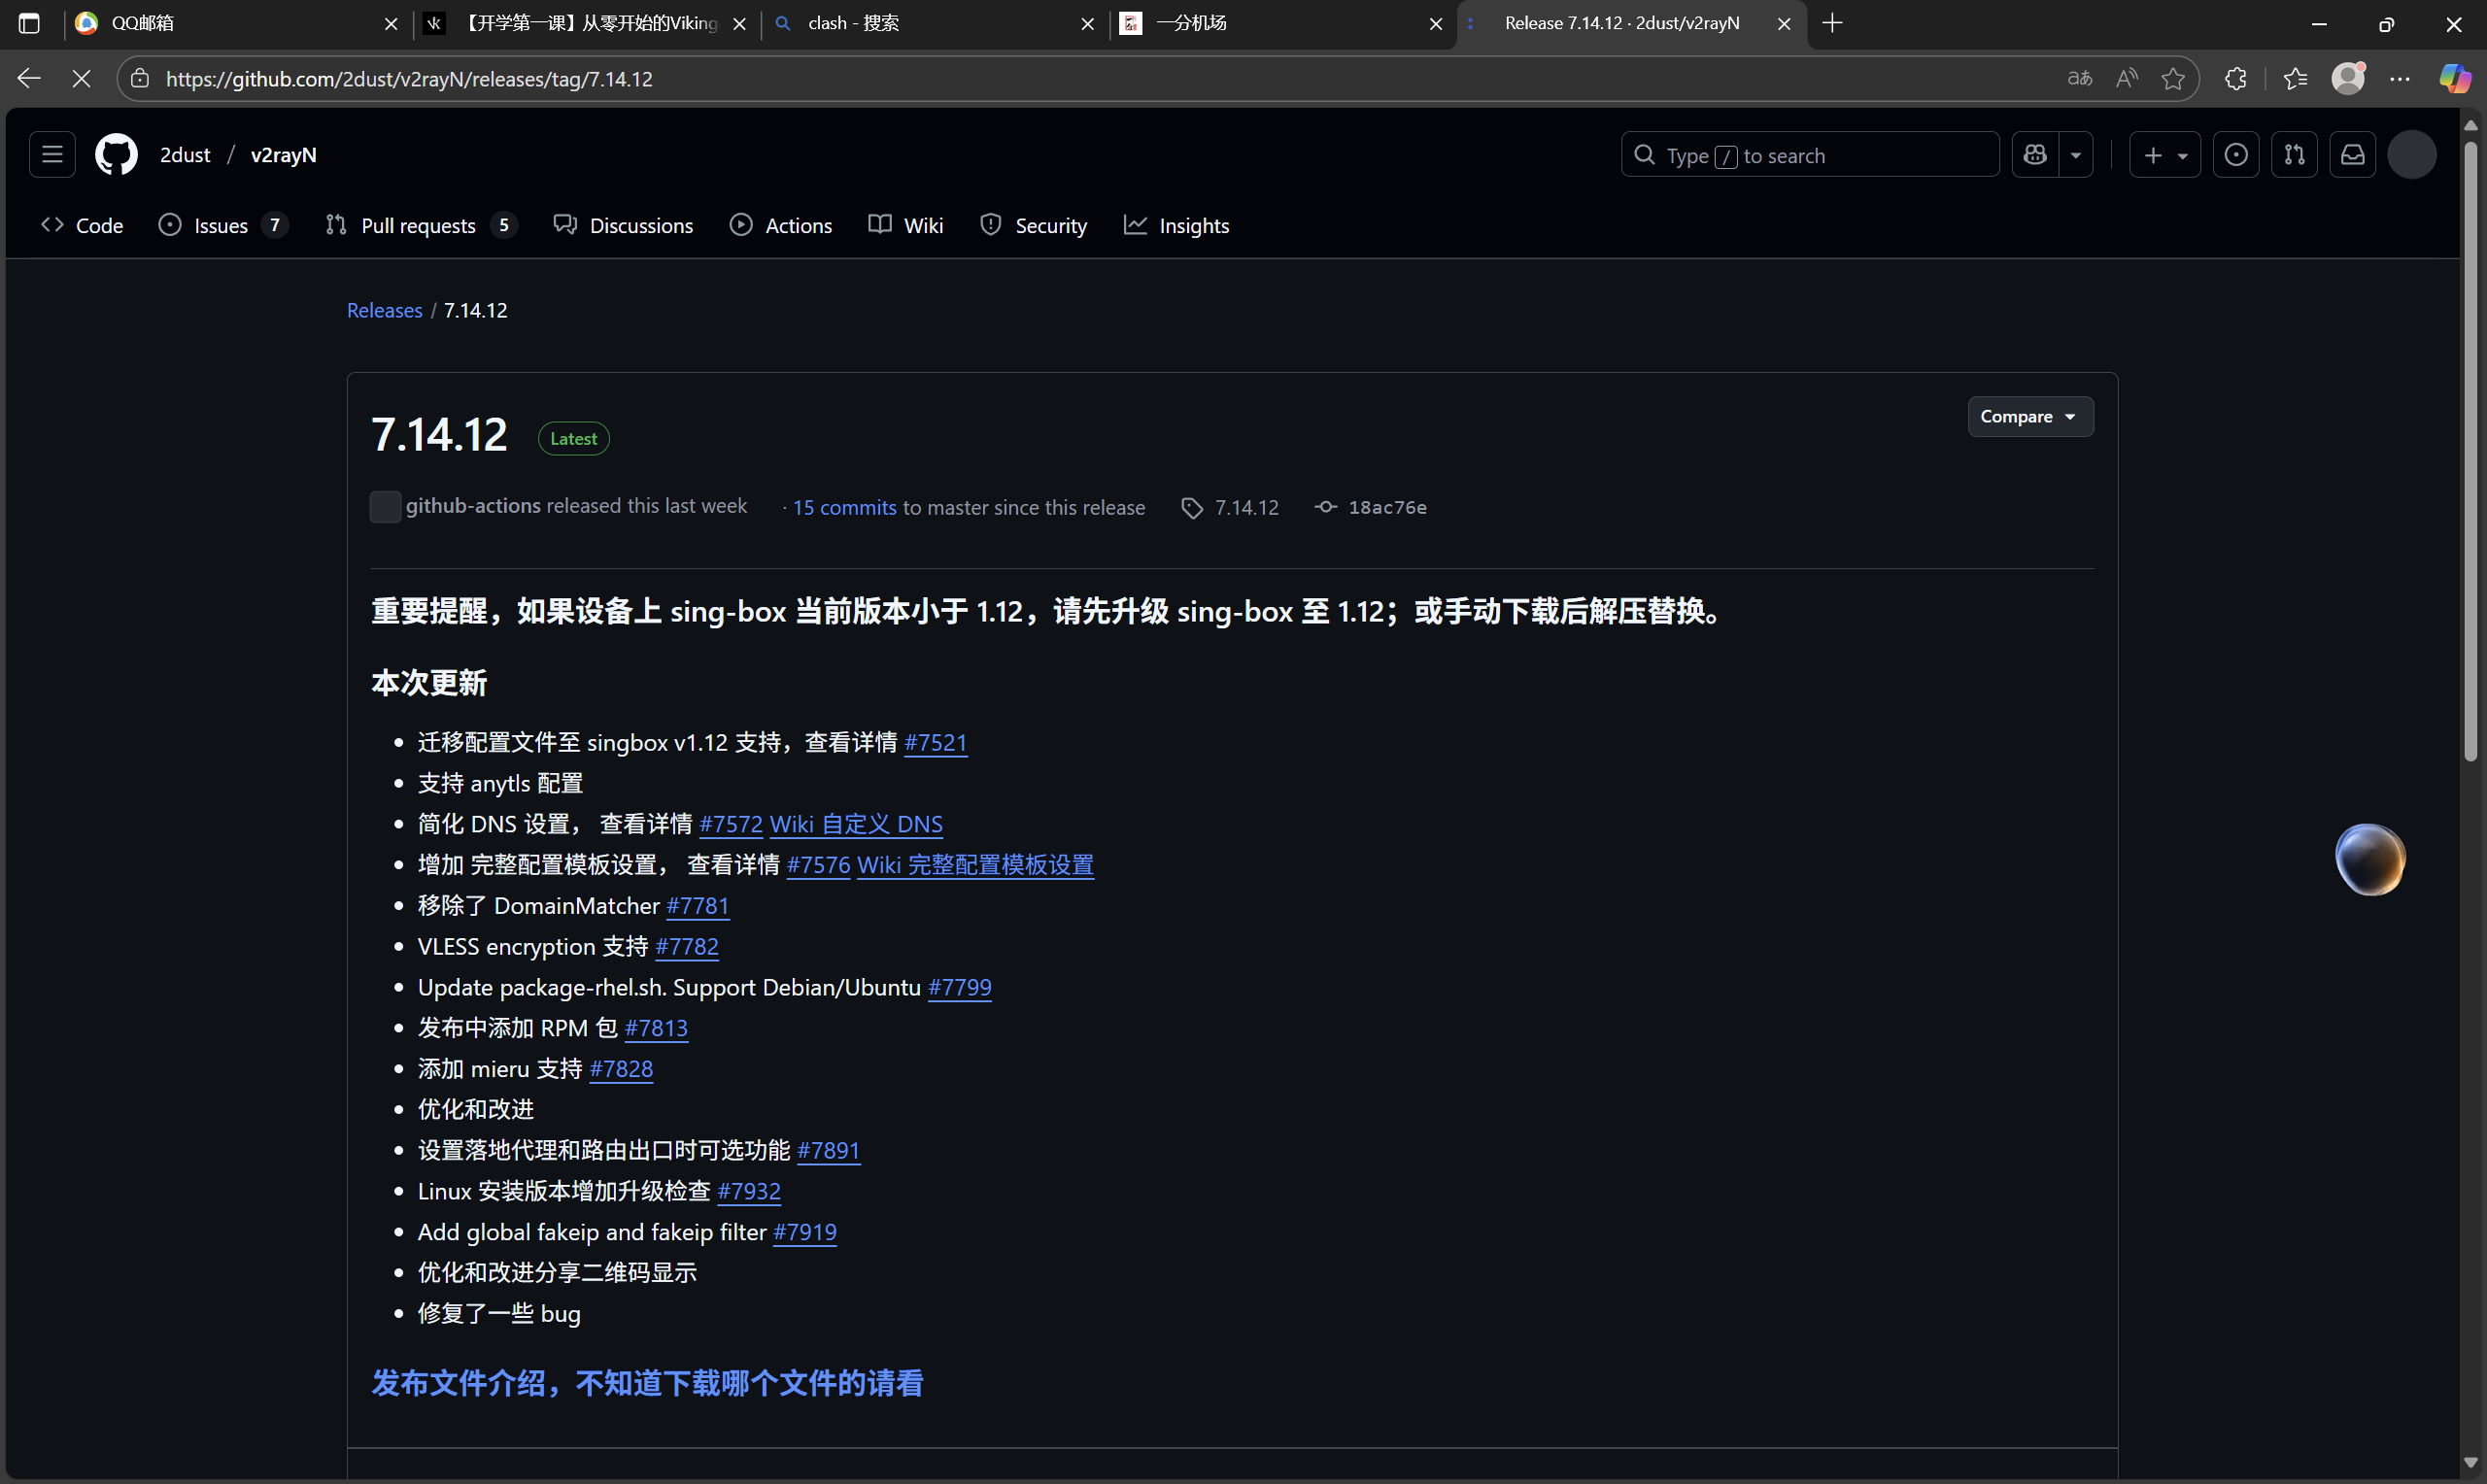 QQ邮箱
【开学第一课】从零开始的Viking
clash - 搜索
一分机场
Release 7.14.12 · 2dust/v2rayN
https://github.com/2dust/v2rayN/releases/tag/7.14.12
2dust / v2rayN
Type / to search
Code
Issues 7
Pull requests 5
Discussions
Actions
Wiki
Security
Insights
Releases / 7.14.12
7.14.12 Latest
Compare
github-actions released this last week · 15 commits to master since this release 7.14.12 18ac76e
重要提醒，如果设备上 sing-box 当前版本小于 1.12，请先升级 sing-box 至 1.12；或手动下载后解压替换。
本次更新
• 迁移配置文件至 singbox v1.12 支持，查看详情 #7521
• 支持 anytls 配置
• 简化 DNS 设置， 查看详情 #7572 Wiki 自定义 DNS
• 增加 完整配置模板设置， 查看详情 #7576 Wiki 完整配置模板设置
• 移除了 DomainMatcher #7781
• VLESS encryption 支持 #7782
• Update package-rhel.sh. Support Debian/Ubuntu #7799
• 发布中添加 RPM 包 #7813
• 添加 mieru 支持 #7828
• 优化和改进
• 设置落地代理和路由出口时可选功能 #7891
• Linux 安装版本增加升级检查 #7932
• Add global fakeip and fakeip filter #7919
• 优化和改进分享二维码显示
• 修复了一些 bug
发布文件介绍，不知道下载哪个文件的请看